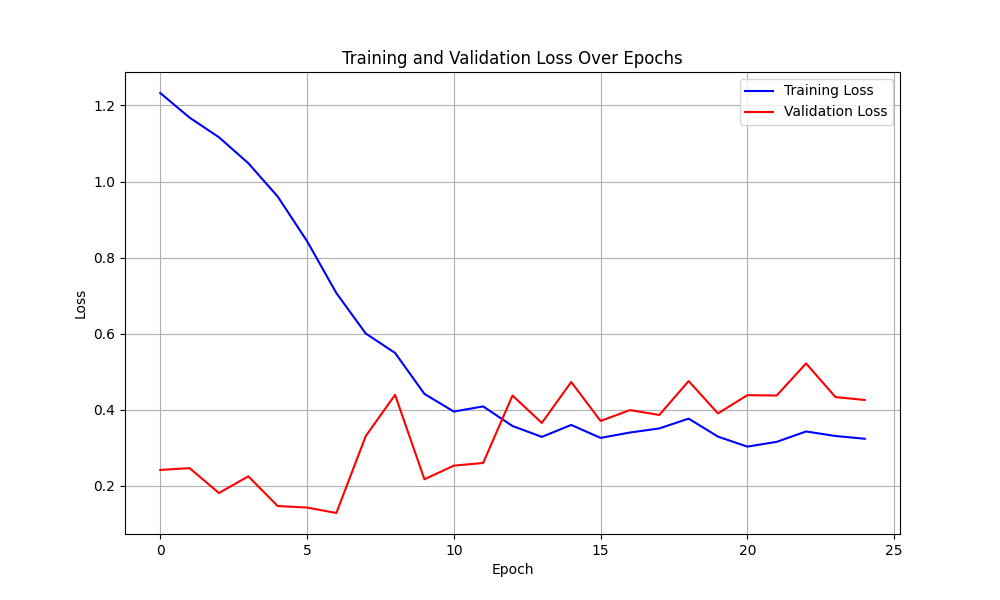 Training and Validation Loss Over Epochs
Training Loss
Validation Loss
1.2
1.0
0.8
0.6
0.4
0.2
Loss
0 5 10 15 20 25
Epoch